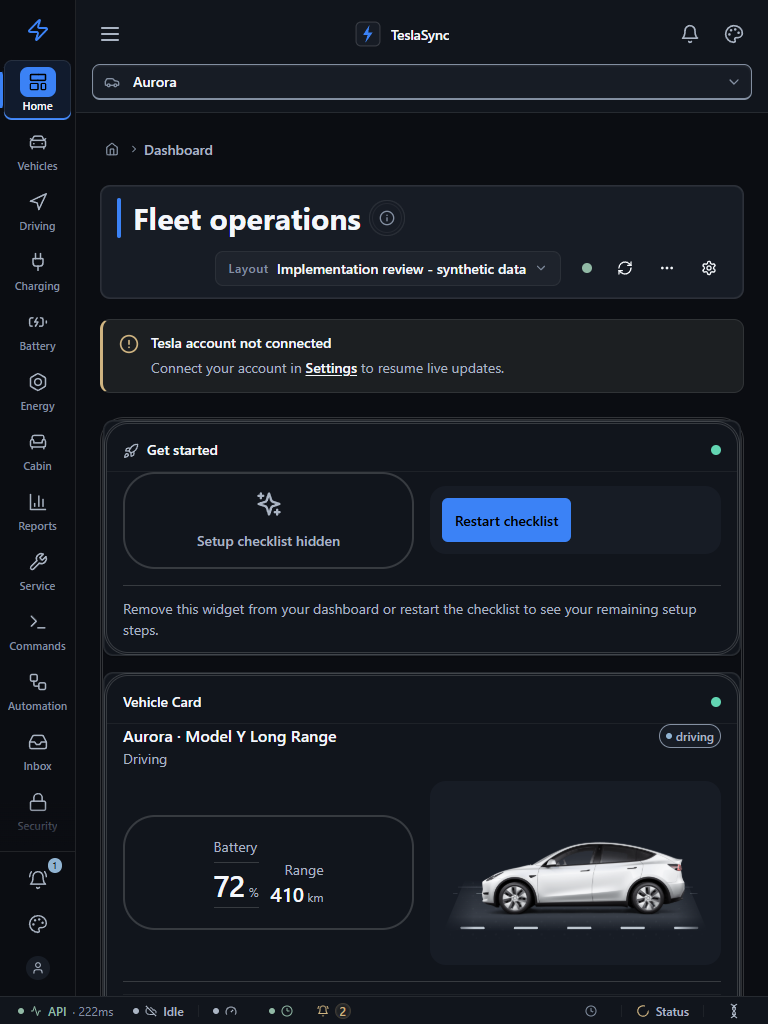 TeslaSync
Aurora
Home
Vehicles
Driving
Charging
Battery
Energy
Cabin
Reports
Service
Commands
Automation
Inbox
Security
1
Dashboard
Fleet operations
Layout Implementation review - synthetic data
Tesla account not connected
Connect your account in Settings to resume live updates.
Get started
Setup checklist hidden
Restart checklist
Remove this widget from your dashboard or restart the checklist to see your remaining setup
steps.
Vehicle Card
Aurora · Model Y Long Range
driving
Driving
Battery
72 %
Range
410 km
API · 222ms
Idle
2
Status